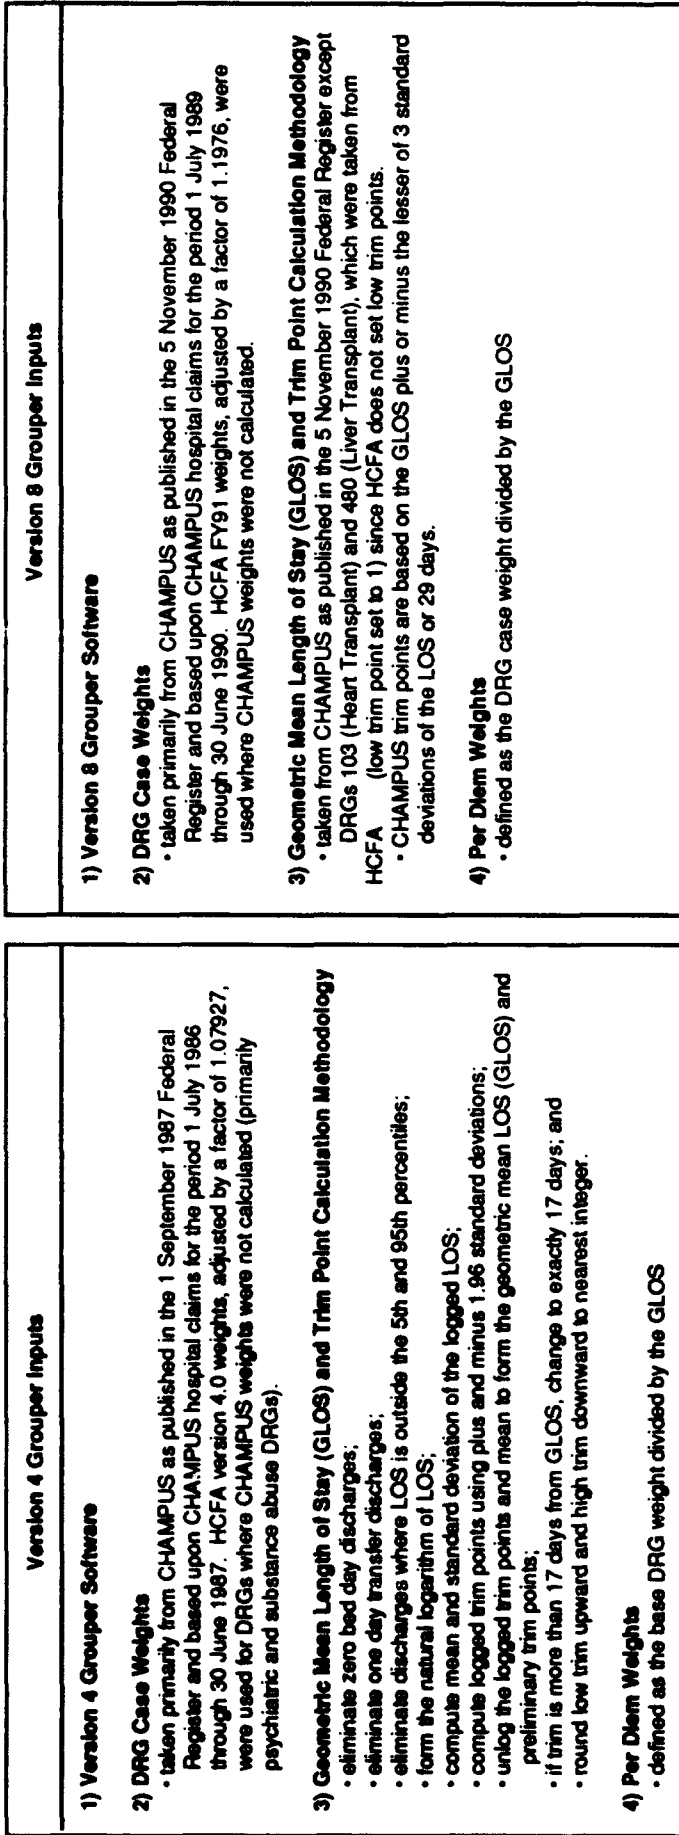 Version 4 Grouper Inputs
1) Version 4 Grouper Software
2) DRG Case Weights
• taken primarily from CHAMPUS as published in the 1 September 1987 Federal
Register and based upon CHAMPUS hospital claims for the period 1 July 1986
through 30 June 1987. HCFA version 4.0 weights, adjusted by a factor of 1.07927,
were used for DRGs where CHAMPUS weights were not calculated (primarily
psychiatric and substance abuse DRGs).
3) Geometric Mean Length of Stay (GLOS) and Trim Point Calculation Methodology
• eliminate zero bed day discharges;
• eliminate one day transfer discharges;
• eliminate discharges where LOS is outside the 5th and 95th percentiles;
• form the natural logarithm of LOS;
• compute mean and standard deviation of the logged LOS;
• compute logged trim points using plus and minus 1.96 standard deviations;
• unlog the logged trim points and mean to form the geometric mean LOS (GLOS) and
preliminary trim points;
• if trim is more than 17 days from GLOS, change to exactly 17 days; and
• round low trim upward and high trim downward to nearest integer.
4) Per Diem Weights
• defined as the base DRG weight divided by the GLOS
Version 8 Grouper Inputs
1) Version 8 Grouper Software
2) DRG Case Weights
• taken primarily from CHAMPUS as published in the 5 November 1990 Federal
Register and based upon CHAMPUS hospital claims for the period 1 July 1989
through 30 June 1990. HCFA FY91 weights, adjusted by a factor of 1.1976, were
used where CHAMPUS weights were not calculated.
3) Geometric Mean Length of Stay (GLOS) and Trim Point Calculation Methodology
• taken from CHAMPUS as published in the 5 November 1990 Federal Register except
DRGs 103 (Heart Transplant) and 480 (Liver Transplant), which were taken from
HCFA (low trim point set to 1) since HCFA does not set low trim points.
• CHAMPUS trim points are based on the GLOS plus or minus the lesser of 3 standard
deviations of the LOS or 29 days.
4) Per Diem Weights
• defined as the DRG case weight divided by the GLOS